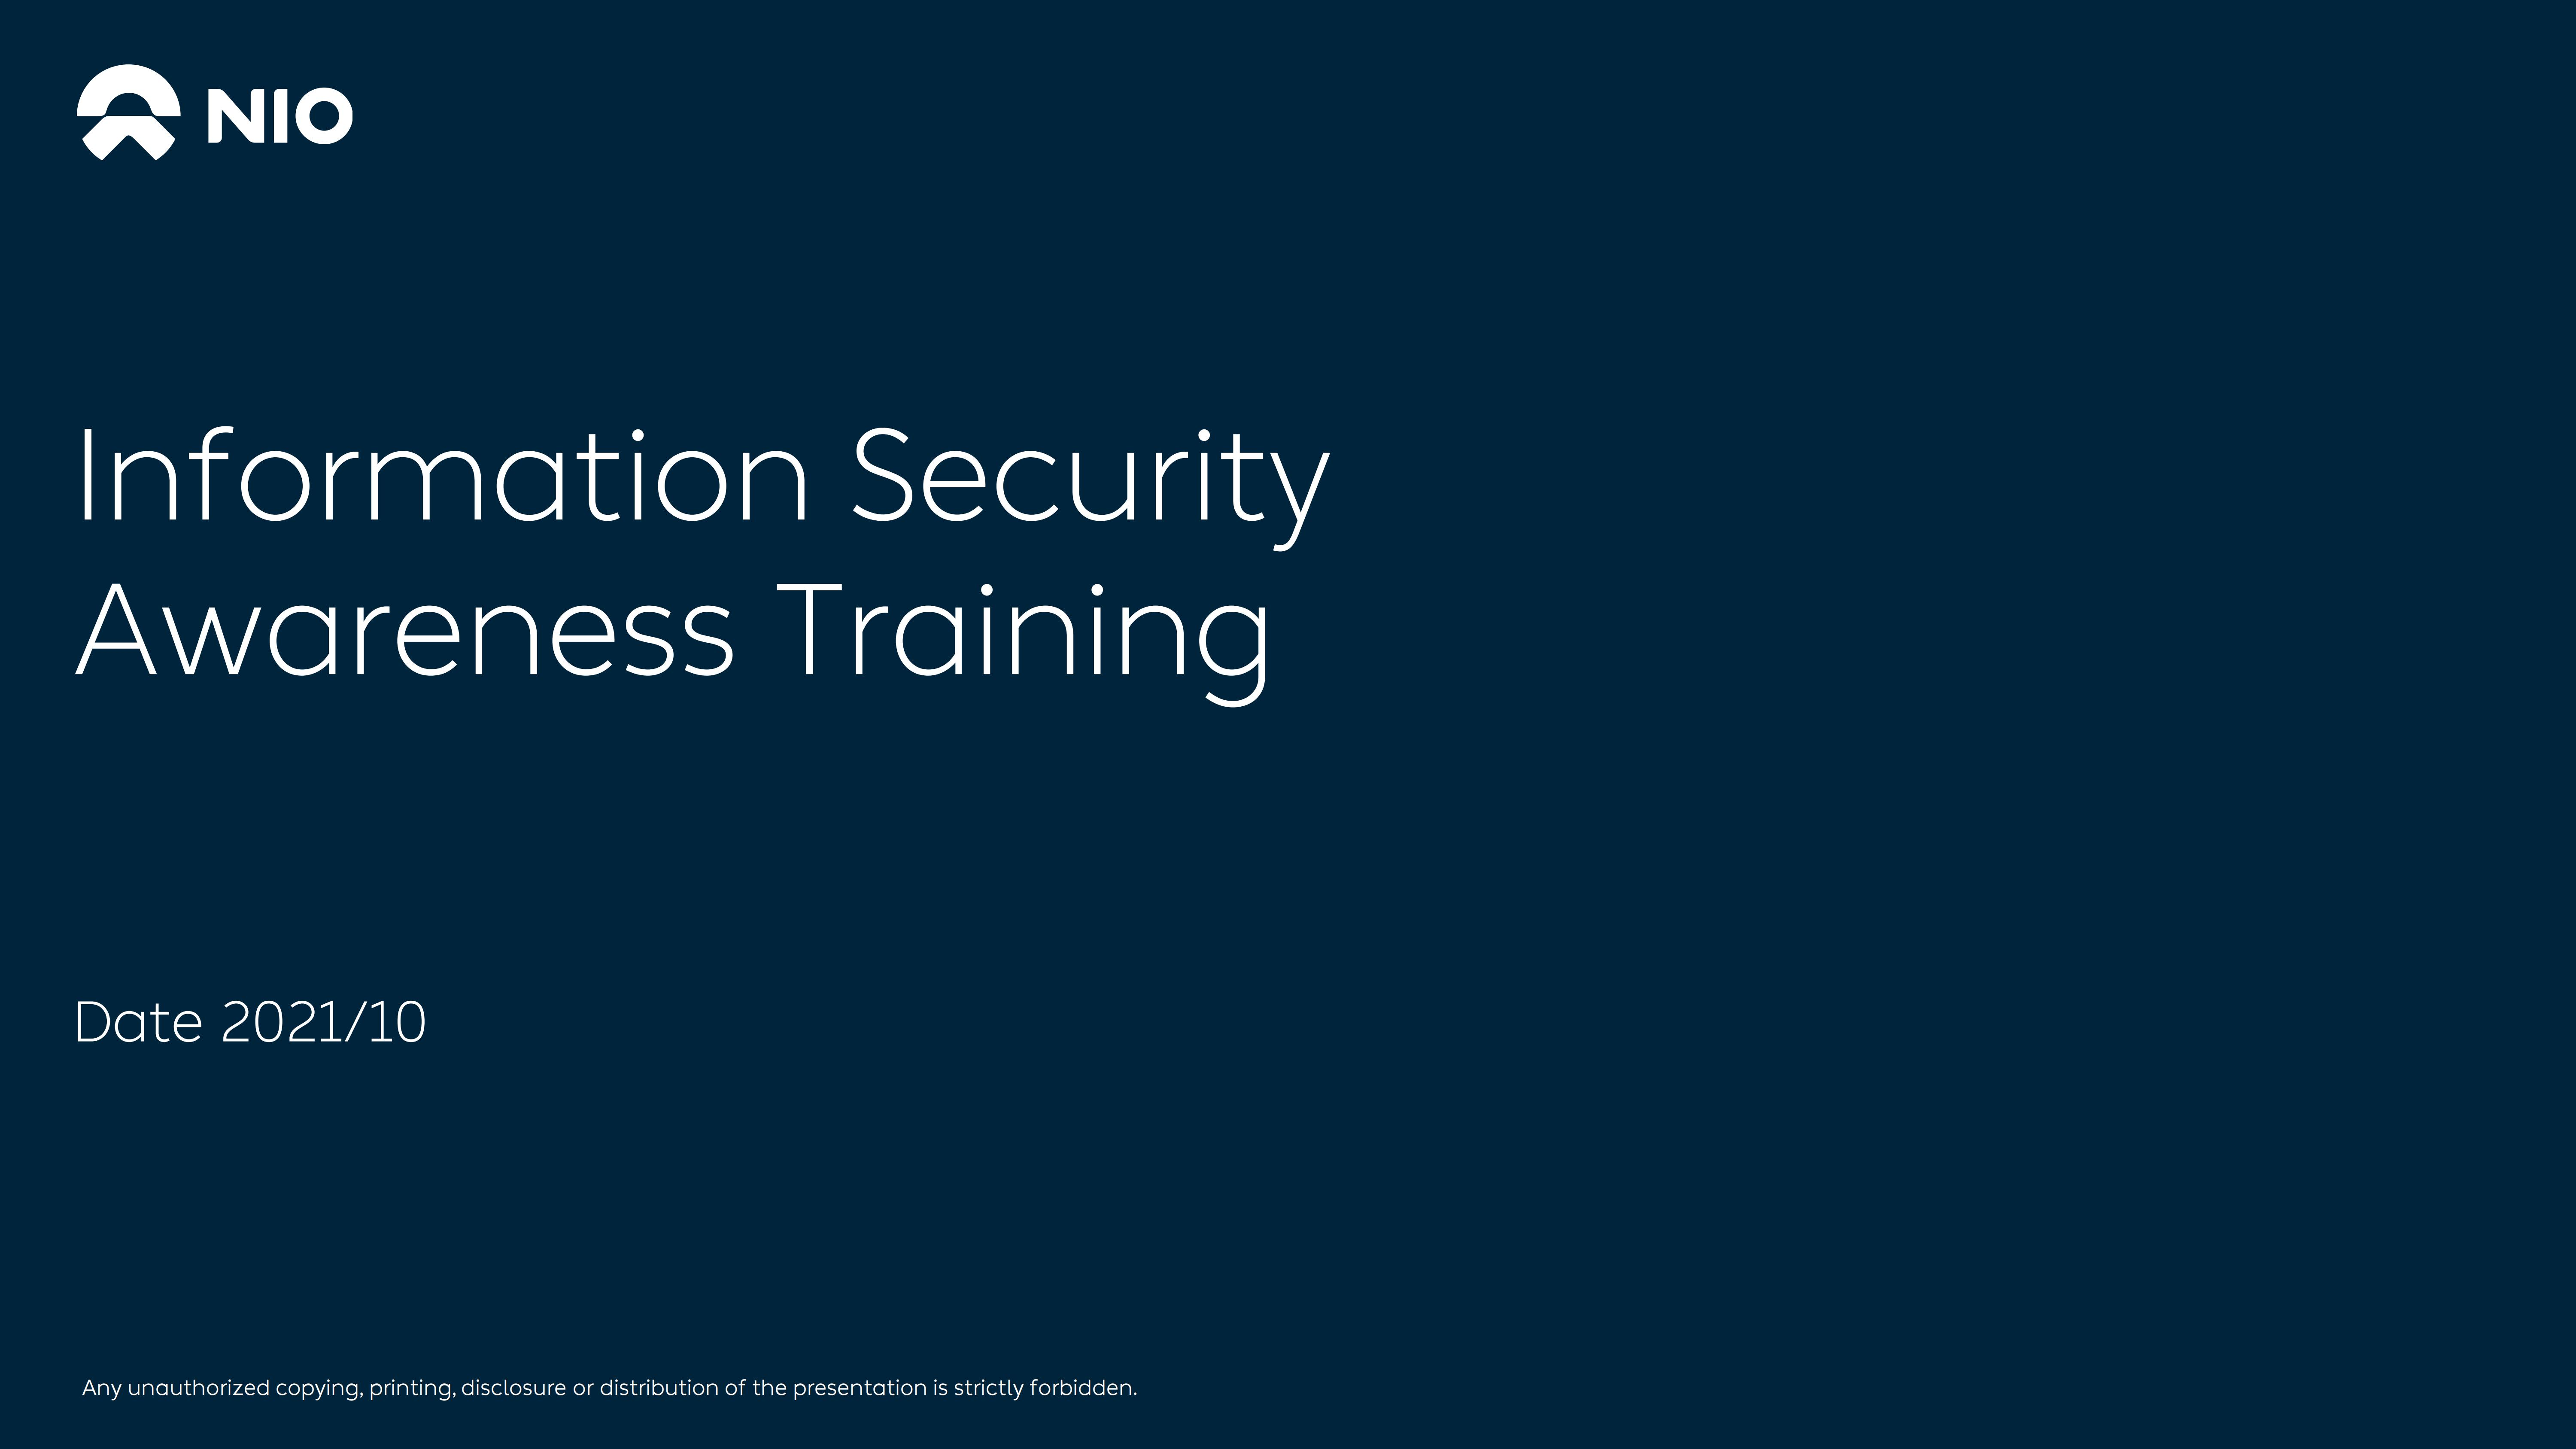 NIO
Information Security
Awareness Training
Date 2021/10
Any unauthorized copying, printing, disclosure or distribution of the presentation is strictly forbidden.